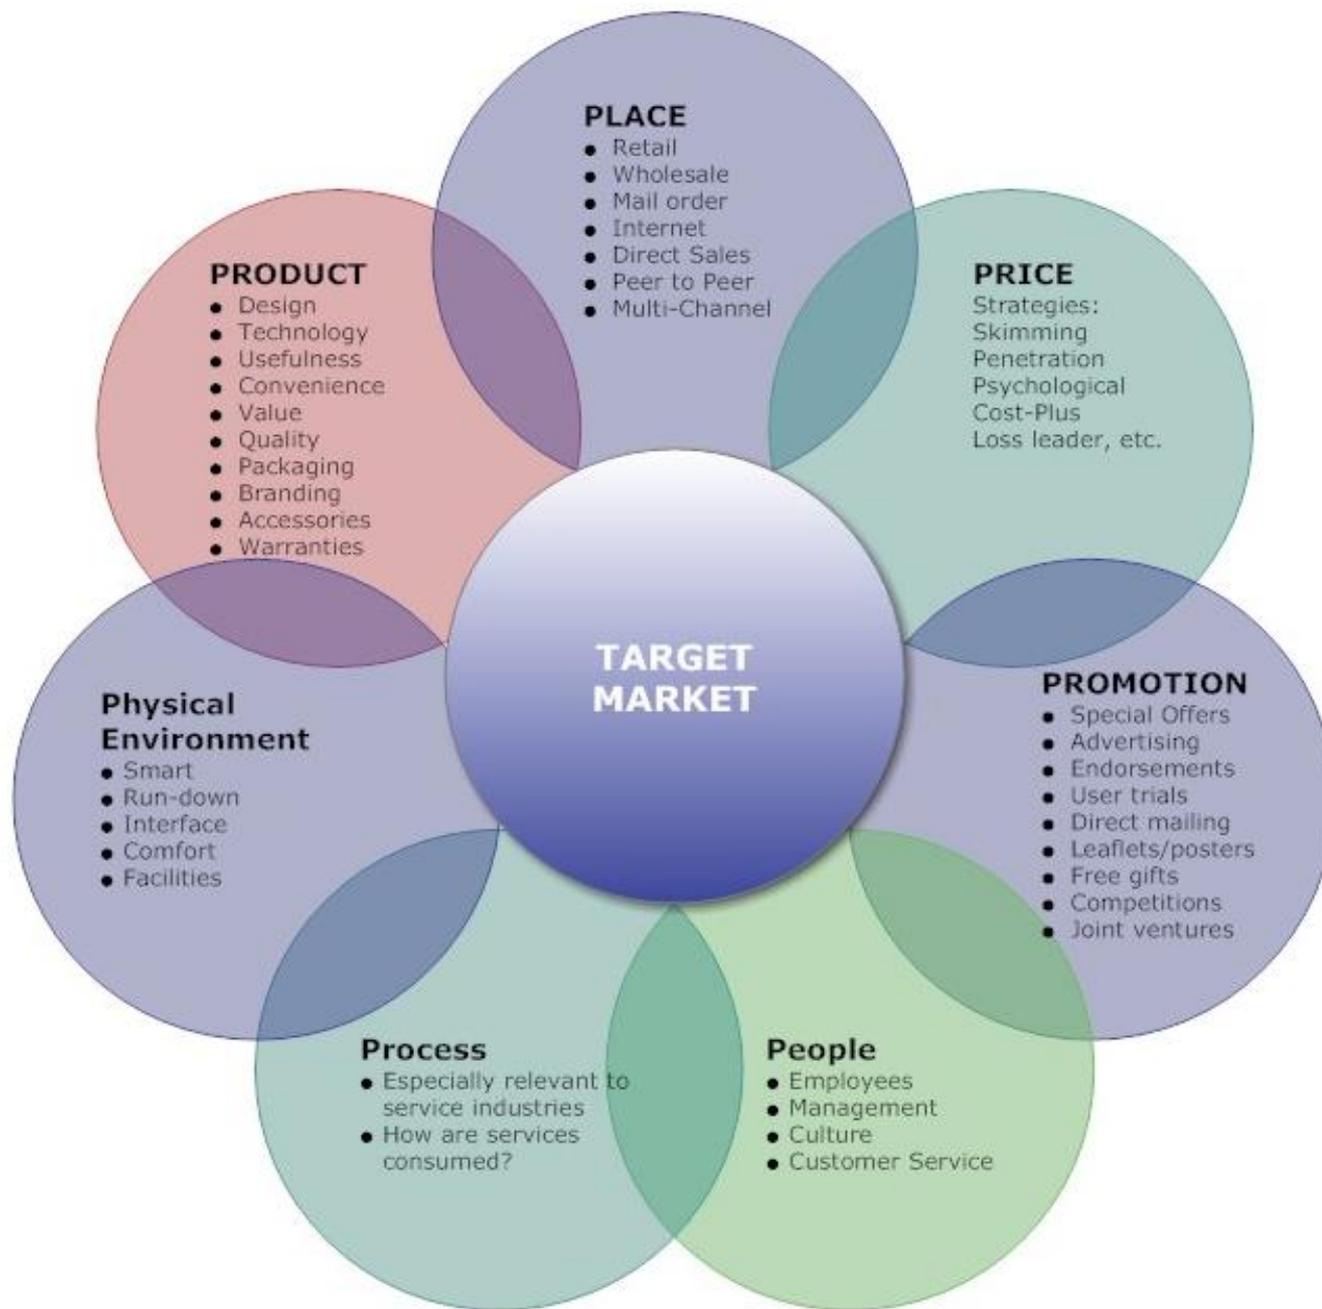 PLACE
● Retail
● Wholesale
● Mail order
● Internet
● Direct Sales
● Peer to Peer
● Multi-Channel
PRODUCT
● Design
● Technology
● Usefulness
● Convenience
● Value
● Quality
● Packaging
● Branding
● Accessories
● Warranties
PRICE
Strategies:
Skimming
Penetration
Psychological
Cost-Plus
Loss leader, etc.
TARGET
MARKET
Physical
Environment
● Smart
● Run-down
● Interface
● Comfort
● Facilities
PROMOTION
● Special Offers
● Advertising
● Endorsements
● User trials
● Direct mailing
● Leaflets/posters
● Free gifts
● Competitions
● Joint ventures
Process
● Especially relevant to
service industries
● How are services
consumed?
People
● Employees
● Management
● Culture
● Customer Service